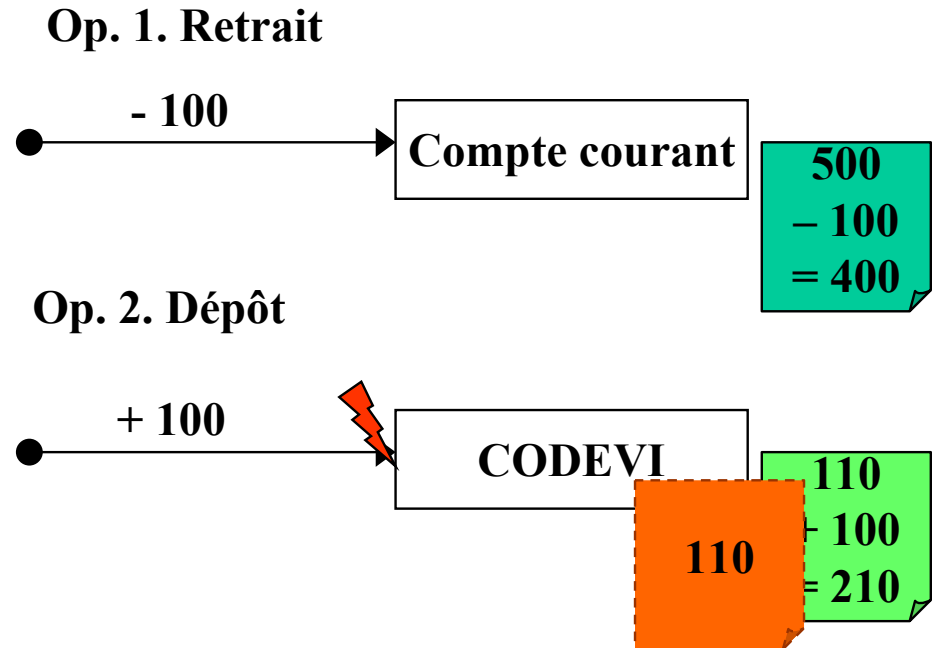 Op. 1. Retrait
- 100
Compte courant
500
– 100
= 400
Op. 2. Dépôt
+ 100
CODEVI
110
+ 100
= 210
110